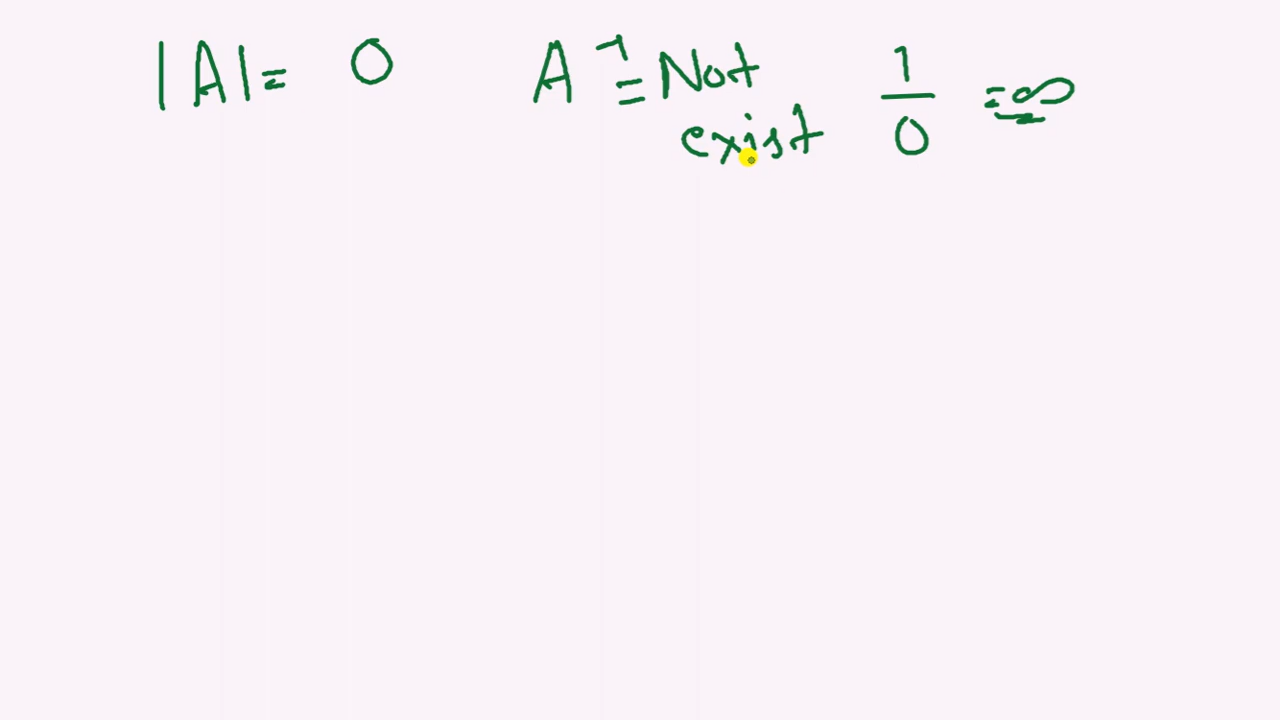 |A| = 0 A⁻¹ = Not exist 1/0 = ∞